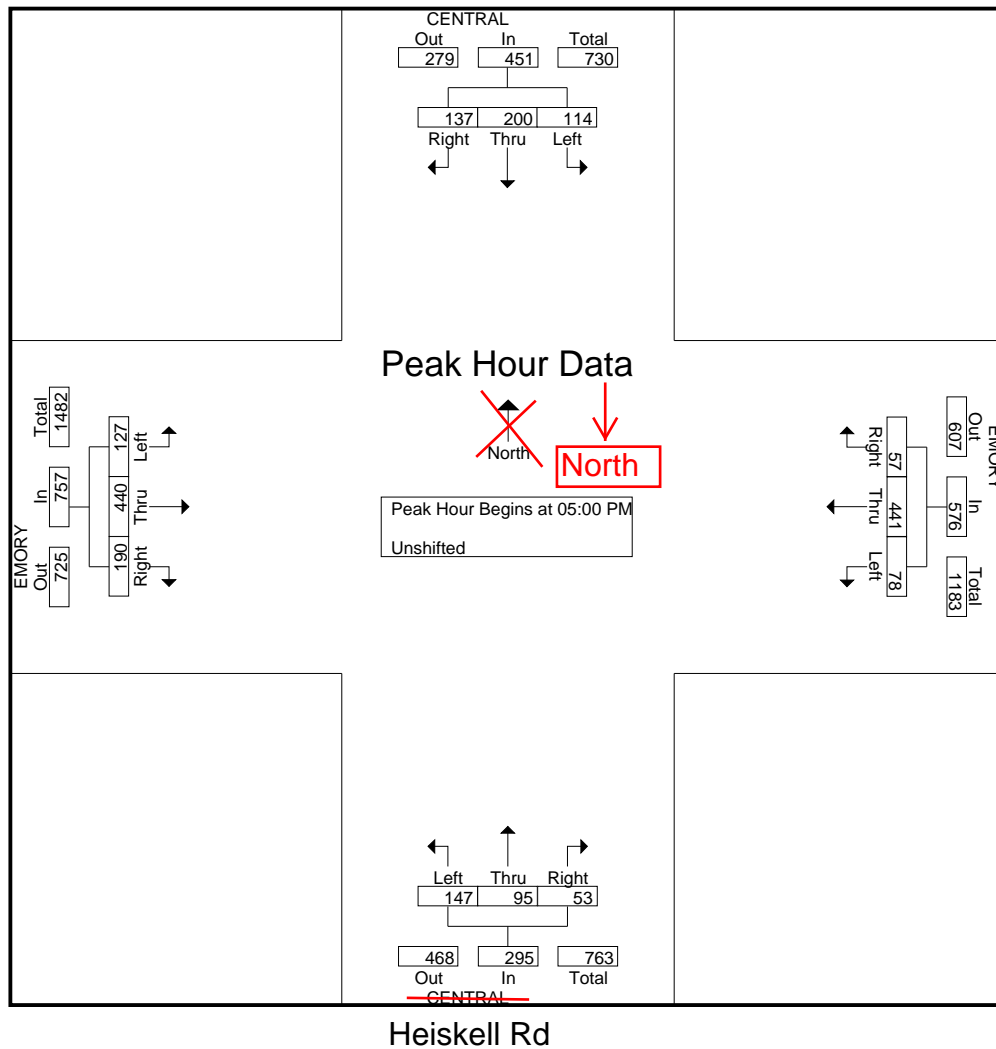 CENTRAL
Out In Total
279 451 730
137 200 114
Right Thru Left
Peak Hour Data
North
North
Peak Hour Begins at 05:00 PM
Unshifted
Total
1482
In
757
EMORY
Out
725
127
Left
440
Thru
190
Right
Right
57
Thru
441
Left
78
EMORY
Out
607
In
576
Total
1183
Left Thru Right
147 95 53
468 295 763
Out In Total
CENTRAL
Heiskell Rd